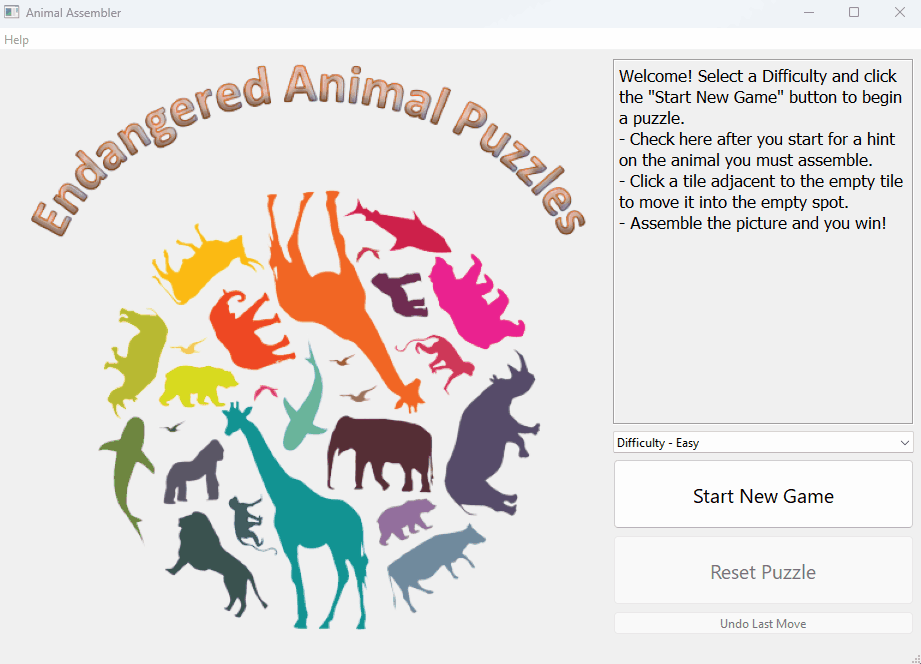 Animal Assembler
Help
Endangered Animal Puzzles
Welcome! Select a Difficulty and click
the "Start New Game" button to begin
a puzzle.
- Check here after you start for a hint
on the animal you must assemble.
- Click a tile adjacent to the empty tile
to move it into the empty spot.
- Assemble the picture and you win!
Difficulty - Easy
Start New Game
Reset Puzzle
Undo Last Move